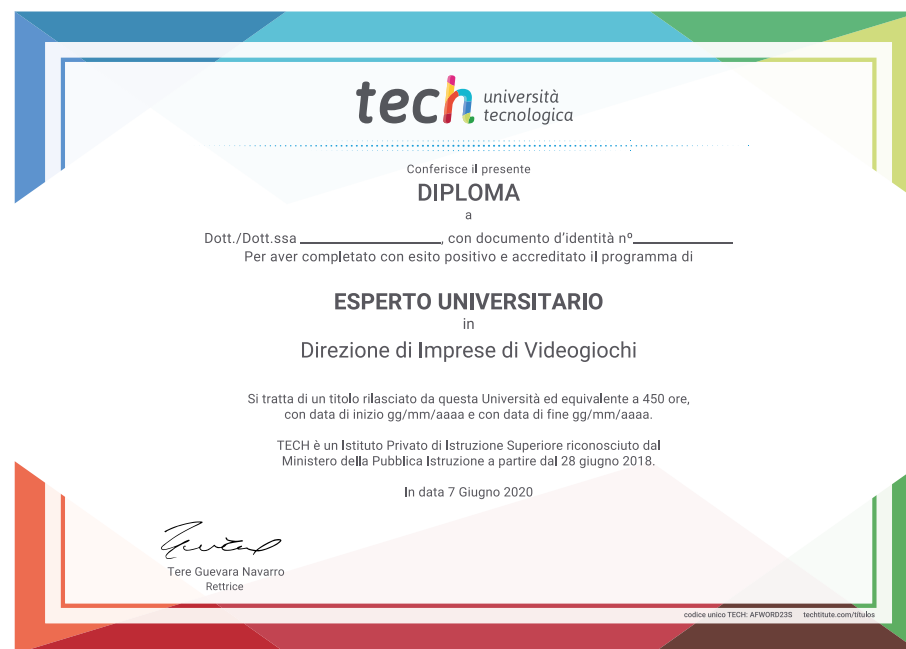 tech università
tecnologica
Conferisce il presente
DIPLOMA
a
Dott./Dott.ssa ____________________, con documento d'identità nº______________
Per aver completato con esito positivo e accreditato il programma di
ESPERTO UNIVERSITARIO
in
Direzione di Imprese di Videogiochi
Si tratta di un titolo rilasciato da questa Università ed equivalente a 450 ore,
con data di inizio gg/mm/aaaa e con data di fine gg/mm/aaaa.
TECH è un Istituto Privato di Istruzione Superiore riconosciuto dal
Ministero della Pubblica Istruzione a partire dal 28 giugno 2018.
In data 7 Giugno 2020
Tere Guevara Navarro
Rettrice
codice unico TECH: AFWORD23S techtitute.com/títulos